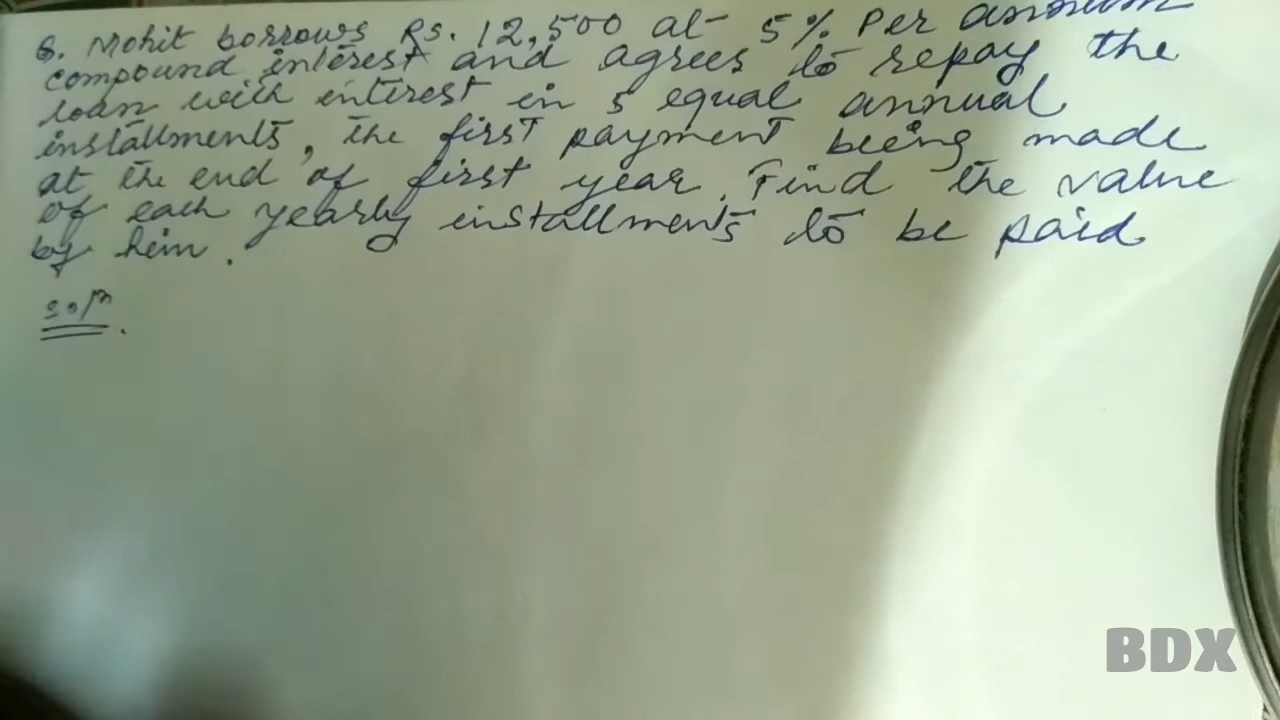 6. Mohit borrows Rs. 12,500 at 5% Per annum
compound interest and agrees to repay the
loan with interest in 5 equal annual
installments, the first payment being made
at the end of first year. Find the value
of each yearly installments to be paid
by him.
Soln.
BDX